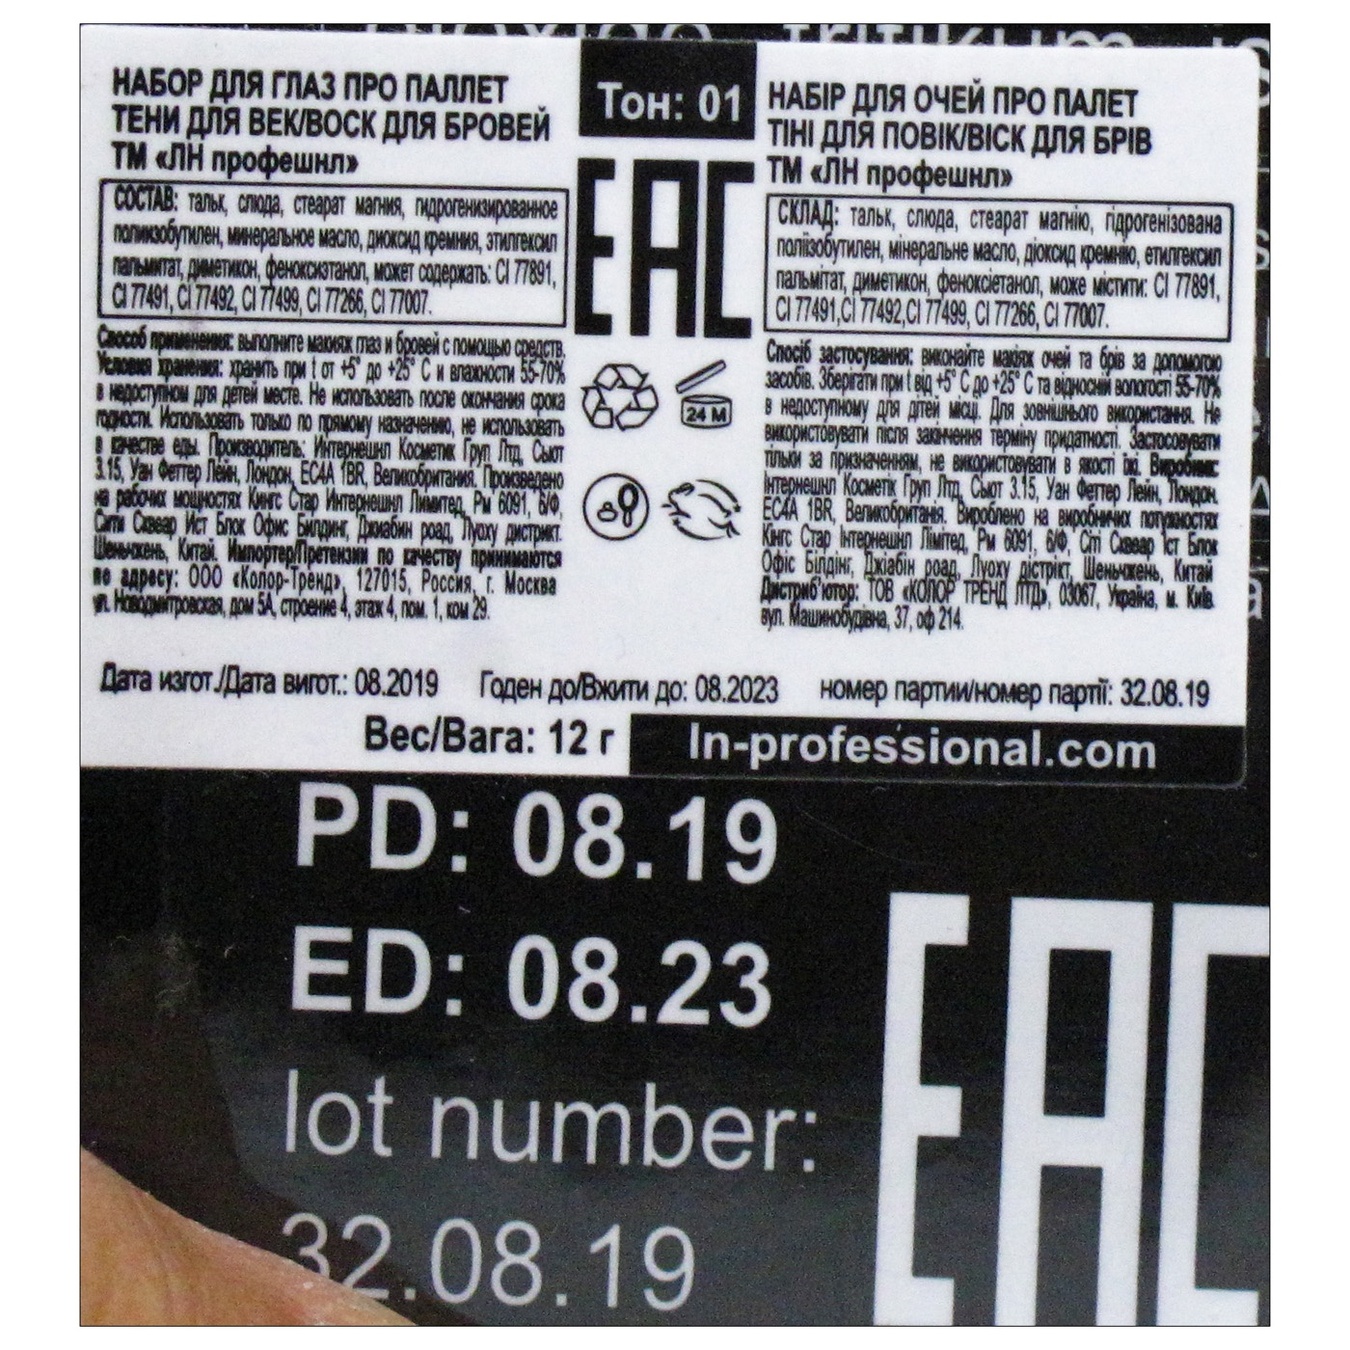 НАБОР ДЛЯ ГЛАЗ ПРО ПАЛЛЕТ
ТЕНИ ДЛЯ ВЕК/ВОСК ДЛЯ БРОВЕЙ
ТМ «ЛН профешнл»
СОСТАВ: тальк, слюда, стеарат магния, гидрогенизированное
полиизобутилен, минеральное масло, диоксид кремния, этилгексил
пальмитат, диметикон, феноксиэтанол, может содержать: CI 77891,
CI 77491, CI 77492, CI 77499, CI 77266, CI 77007.
Способ применения: выполните макияж глаз и бровей с помощью средств.
Условия хранения: хранить при t от +5° до +25° С и влажности 55-70%
в недоступном для детей месте. Не использовать после окончания срока
годности. Использовать только по прямому назначению, не использовать
в качестве еды. Производитель: Интернешнл Косметик Груп Лтд, Сьют
3.15, Уан Феттер Лейн, Лондон, EC4A 1BR, Великобритания. Произведено
на рабочих мощностях Кингс Стар Интернешнл Лимитед, Рм 6091, 6/Ф,
Сити Сквеар Ист Блок Офис Билдинг, Джиабин роад, Луоху дистрикт.
Шеньчжень, Китай. Импортер/Претензии по качеству принимаются
по адресу: ООО «Колор-Тренд», 127015, Россия, г. Москва
ул. Новодмитровская, дом 5А, строение 4, этаж 4, пом. 1, ком 29.
Тон: 01
EAC
24 M
НАБІР ДЛЯ ОЧЕЙ ПРО ПАЛЕТ
ТІНІ ДЛЯ ПОВІК/ВІСК ДЛЯ БРІВ
ТМ «ЛН профешнл»
СКЛАД: тальк, слюда, стеарат магнію, гідрогенізована
поліізобутилен, мінеральне масло, діоксид кремнію, етилгексил
пальмітат, диметикон, феноксіетанол, може містити: CI 77891,
CI 77491,CI 77492,CI 77499, CI 77266, CI 77007.
Спосіб застосування: виконайте макіяж очей та брів за допомогою
засобів. Зберігати при t від +5° С до +25° С та відносній вологості 55-70%
в недоступному для дітей місці. Для зовнішнього використання. Не
використовувати після закінчення терміну придатності. Застосовувати
тільки за призначенням, не використовувати в якості їжі. Виробник:
Інтернешнл Косметік Груп Лтд, Сьют 3.15, Уан Феттер Лейн, Лондон.
EC4A 1BR, Великобританія. Вироблено на виробничих потужностях
Кінгс Стар Інтернешнл Лімітед, Рм 6091, 6/Ф, Сіті Сквеар Іст Блок
Офіс Білдінг, Джіабін роад, Луоху дістрікт, Шеньчжень, Китай
Дистриб'ютор: ТОВ «КОЛОР ТРЕНД ЛТД», 03067, Україна, м. Київ.
вул. Машинобудівна, 37, оф 214.
Дата изгот./Дата вигот.: 08.2019 Годен до/Вжити до: 08.2023 номер партии/номер партії: 32.08.19
Вес/Вага: 12 г ln-professional.com
PD: 08.19
ED: 08.23
lot number:
32.08.19
EAC